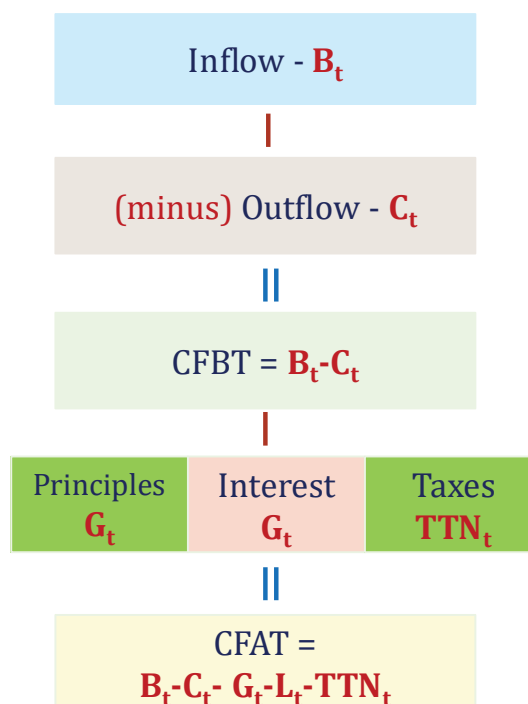 Inflow - Bₜ
(minus) Outflow - Cₜ
CFBT = Bₜ-Cₜ
Principles
Gₜ
Interest
Gₜ
Taxes
TTNₜ
CFAT =
Bₜ-Cₜ- Gₜ-Lₜ-TTNₜ